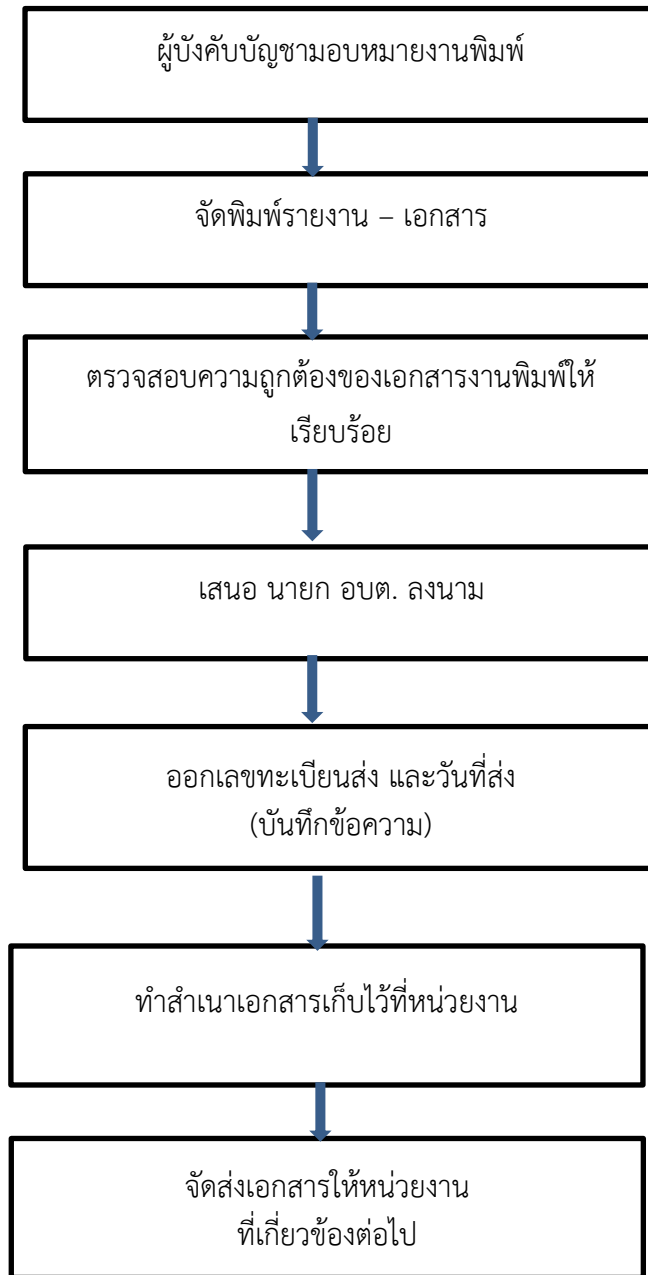 ผู้บังคับบัญชามอบหมายงานพิมพ์
จัดพิมพ์รายงาน – เอกสาร
ตรวจสอบความถูกต้องของเอกสารงานพิมพ์ให้
เรียบร้อย
เสนอ นายก อบต. ลงนาม
ออกเลขทะเบียนส่ง และวันที่ส่ง
(บันทึกข้อความ)
ทำสำเนาเอกสารเก็บไว้ที่หน่วยงาน
จัดส่งเอกสารให้หน่วยงาน
ที่เกี่ยวข้องต่อไป